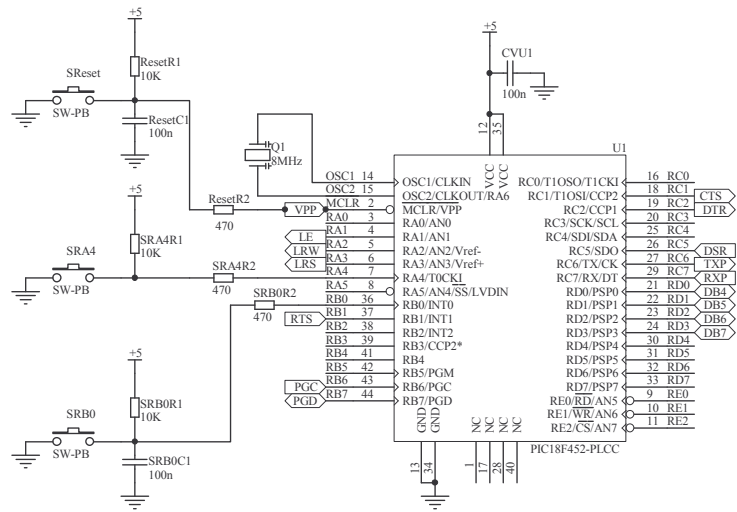 +5
ResetR1
10K
SReset
SW-PB
ResetC1
100n
ResetR2
470
+5
SRA4R1
10K
SRA4
SW-PB
SRA4R2
470
SRB0R2
470
+5
SRB0R1
10K
SRB0
SW-PB
SRB0C1
100n
+5
CVU1
100n
Q1
8MHz
U1
12 35
VCC VCC
OSC1 14 OSC1/CLKIN
OSC2 15 OSC2/CLKOUT/RA6
VPP MCLR 2 MCLR/VPP
RA0 3 RA0/AN0
LE RA1 4 RA1/AN1
LRW RA2 5 RA2/AN2/Vref-
LRS RA3 6 RA3/AN3/Vref+
RA4 7 RA4/T0CKI
RA5 8 RA5/AN4/SS/LVDIN
RB0 36 RB0/INT0
RTS RB1 37 RB1/INT1
RB2 38 RB2/INT2
RB3 39 RB3/CCP2*
RB4 41 RB4
RB5 42 RB5/PGM
PGC RB6 43 RB6/PGC
PGD RB7 44 RB7/PGD
RC0/T1OSO/T1CKI 16 RC0
RC1/T1OSI/CCP2 18 RC1 CTS
RC2/CCP1 19 RC2 DTR
RC3/SCK/SCL 20 RC3
RC4/SDI/SDA 25 RC4
RC5/SDO 26 RC5 DSR
RC6/TX/CK 27 RC6 TXP
RC7/RX/DT 29 RC7 RXP
RD0/PSP0 21 RD0 DB4
RD1/PSP1 22 RD1 DB5
RD2/PSP2 23 RD2 DB6
RD3/PSP3 24 RD3 DB7
RD4/PSP4 30 RD4
RD5/PSP5 31 RD5
RD6/PSP6 32 RD6
RD7/PSP7 33 RD7
RE0/RD/AN5 9 RE0
RE1/WR/AN6 10 RE1
RE2/CS/AN7 11 RE2
GND GND NC NC NC NC
13 34 1 17 28 40
PIC18F452-PLCC